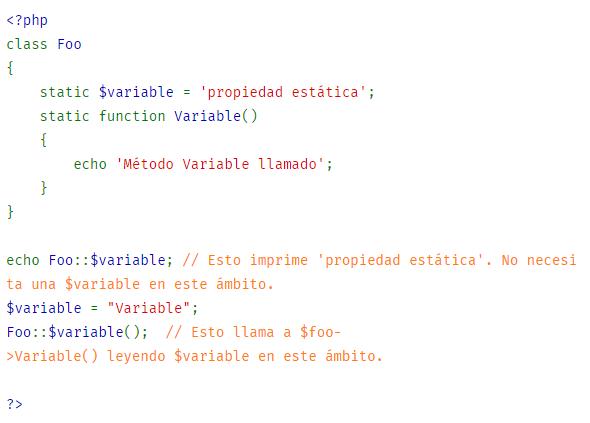 <?php
class Foo
{
    static $variable = 'propiedad estática';
    static function Variable()
    {
        echo 'Método Variable llamado';
    }
}

echo Foo::$variable; // Esto imprime 'propiedad estática'. No necesi
ta una $variable en este ámbito.
$variable = "Variable";
Foo::$variable();  // Esto llama a $foo-
>Variable() leyendo $variable en este ámbito.

?>